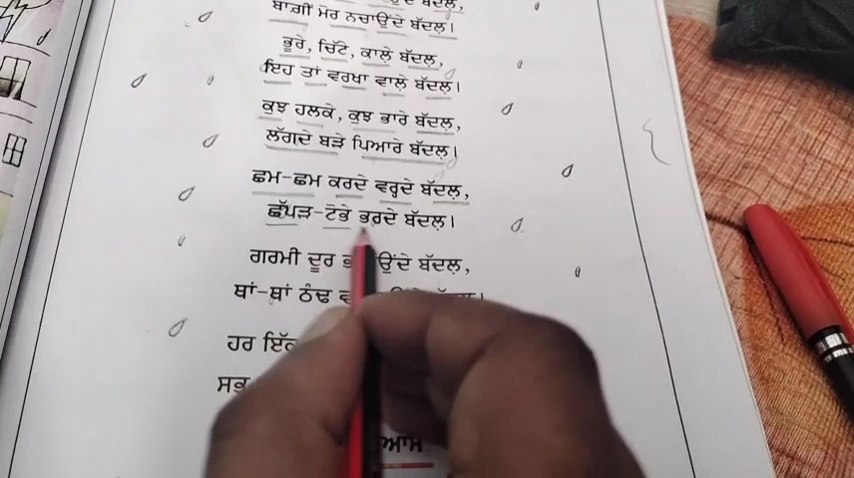 ਬਾਗ਼ੀਂ ਮੋਰ ਨਚਾਉਂਦੇ ਬੱਦਲ਼।
ਭੂਰੇ, ਚਿੱਟੇ, ਕਾਲ਼ੇ ਬੱਦਲ਼,
ਇਹ ਤਾਂ ਵਰਖਾ ਵਾਲ਼ੇ ਬੱਦਲ਼।
ਕੁਝ ਹਲਕੇ, ਕੁਝ ਭਾਰੇ ਬੱਦਲ਼,
ਲੱਗਦੇ ਬੜੇ ਪਿਆਰੇ ਬੱਦਲ਼।
ਛਮ-ਛਮ ਕਰਦੇ ਵਰ੍ਹਦੇ ਬੱਦਲ਼,
ਛੱਪੜ-ਟੋਭੇ ਭਰਦੇ ਬੱਦਲ਼।
ਗਰਮੀ ਦੂਰ ਬੱਦਲ਼,
ਥਾਂ-ਥਾਂ ਠੰਢ
ਹਰ